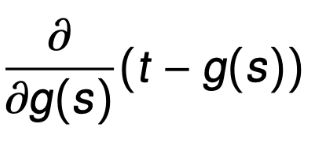 ∂/∂g(s) (t − g(s))